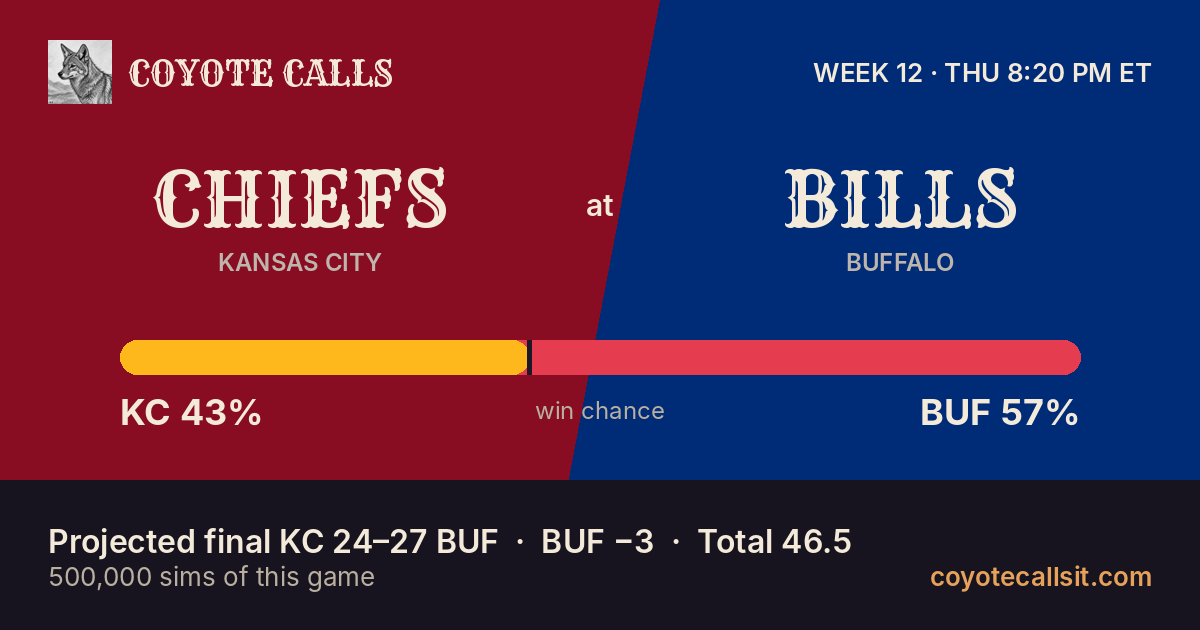 COYOTE CALLS
WEEK 12 · THU 8:20 PM ET
CHIEFS
at
BILLS
KANSAS CITY
BUFFALO
KC 43%
win chance
BUF 57%
Projected final KC 24–27 BUF · BUF −3 · Total 46.5
500,000 sims of this game
coyotecallsit.com